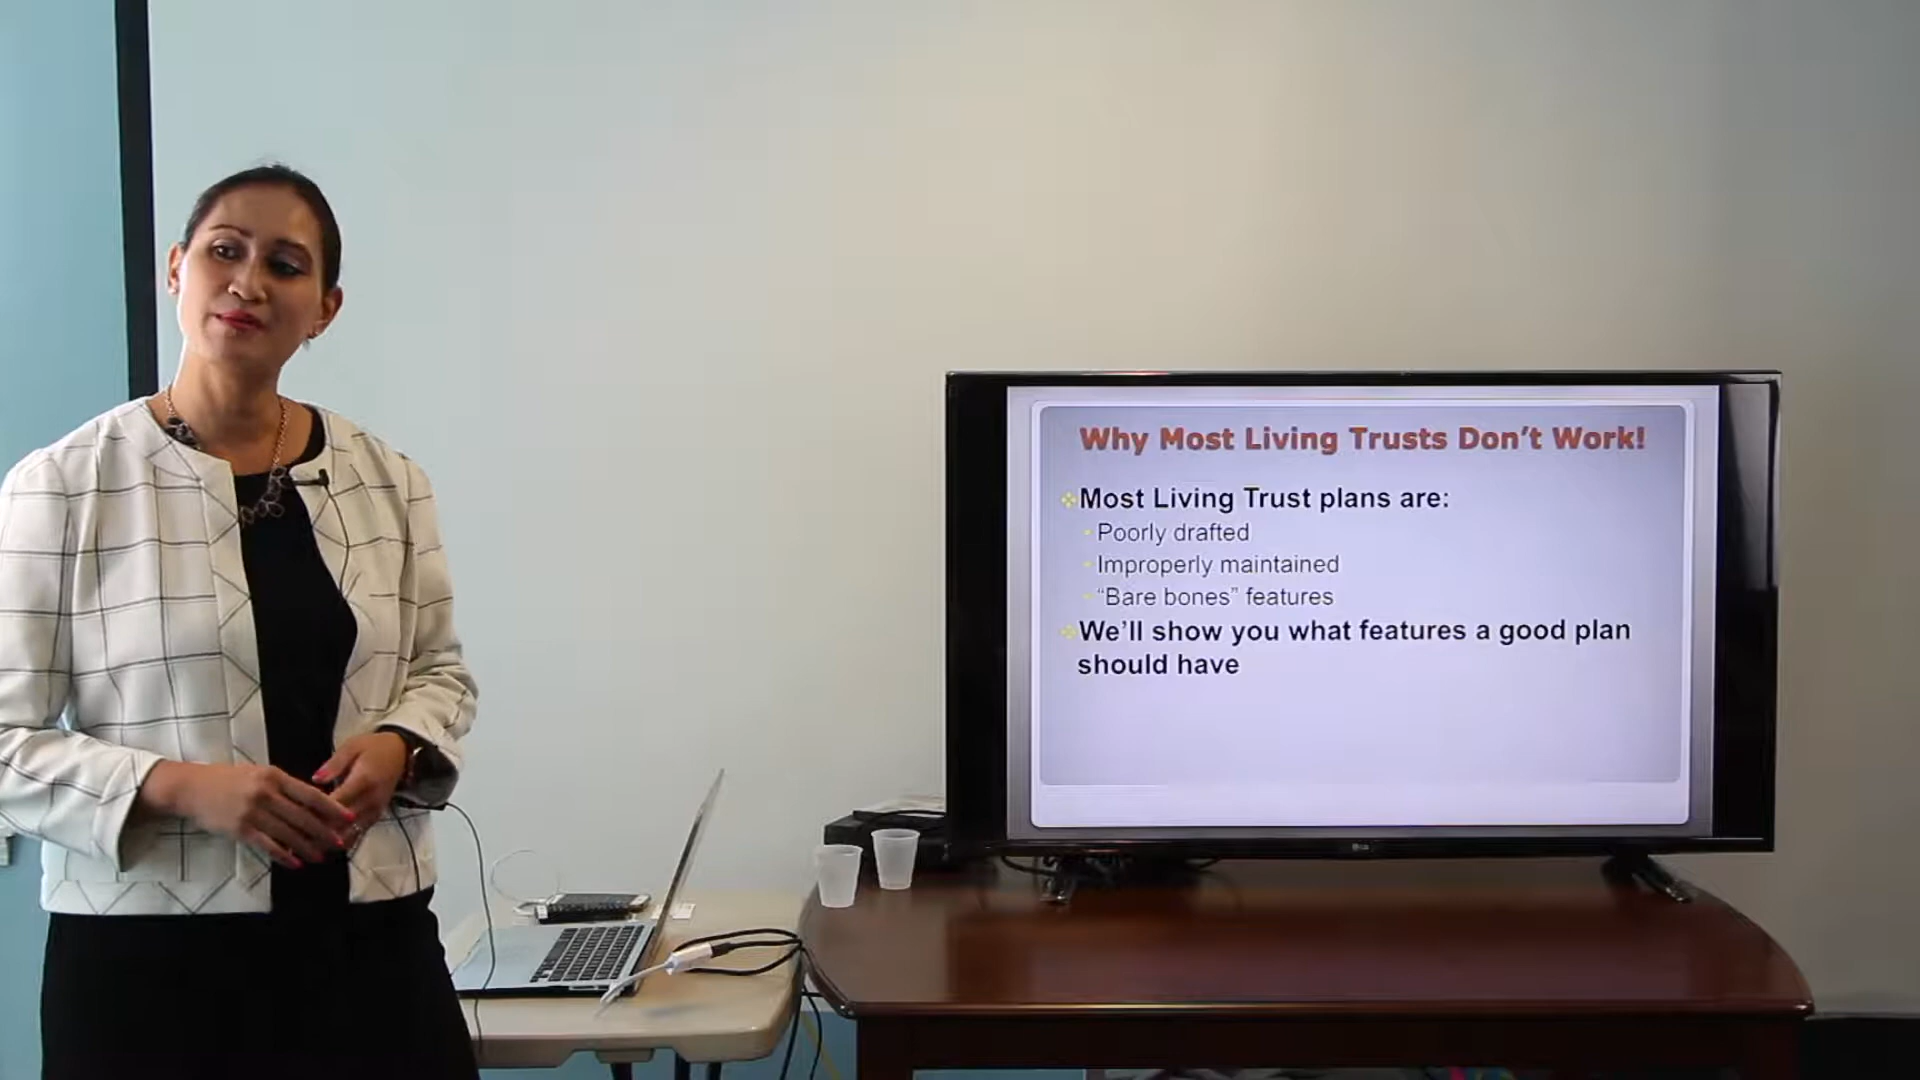 Why Most Living Trusts Don't Work!
Most Living Trust plans are:
Poorly drafted
Improperly maintained
“Bare bones” features
We'll show you what features a good plan
should have
LG